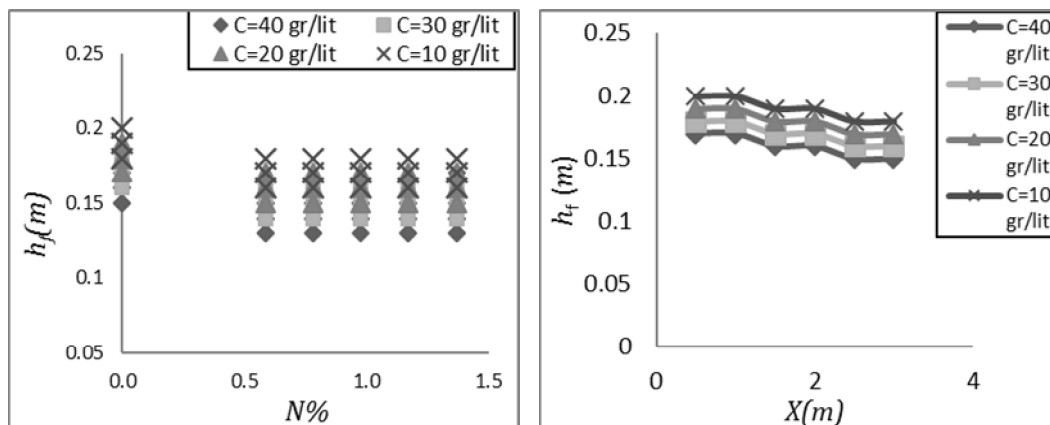 C=40 gr/lit C=30 gr/lit
C=20 gr/lit C=10 gr/lit
0.25
0.2
0.15
0.1
0.05
hf(m)
0.0 0.5 1.0 1.5
N%
0.25
0.2
0.15
0.1
0.05
0
hf (m)
0 2 4
X(m)
C=40
gr/lit
C=30
gr/lit
C=20
gr/lit
C=10
gr/lit